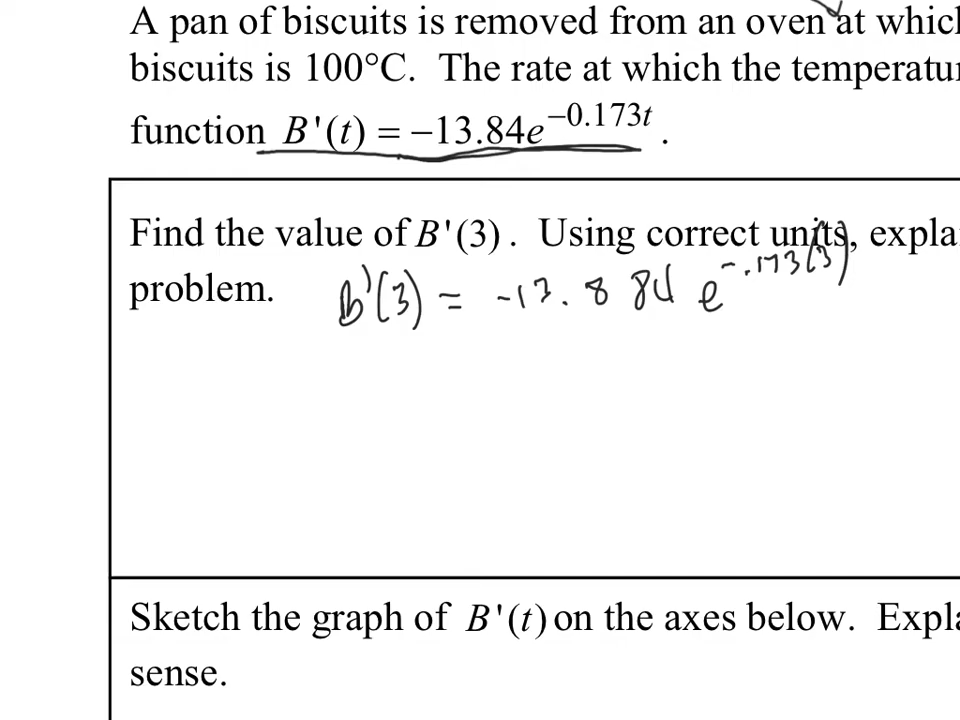 A pan of biscuits is removed from an oven at which
biscuits is 100°C. The rate at which the temperatu
function B'(t) = −13.84e^−0.173t .
Find the value of B'(3) . Using correct units, expla
problem.
B'(3) = -13.884 e^-.173(3)
Sketch the graph of B'(t) on the axes below. Expla
sense.